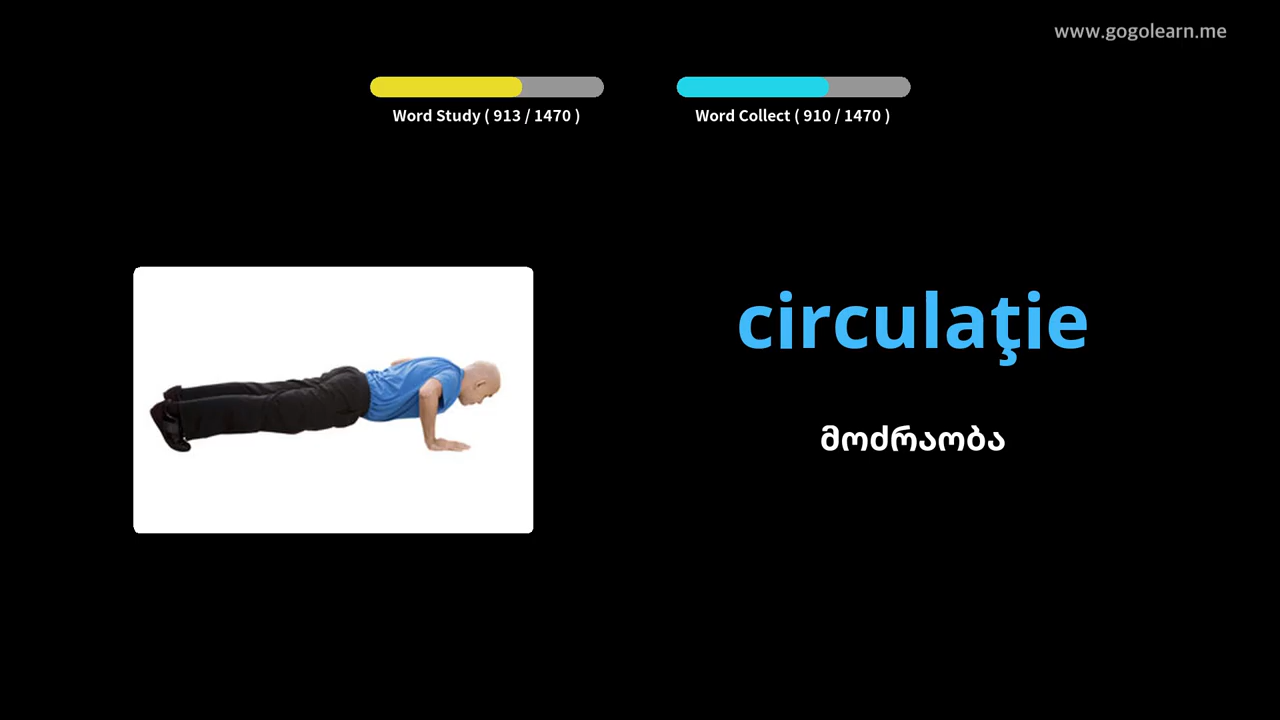 www.gogolearn.me
Word Study ( 913 / 1470 )
Word Collect ( 910 / 1470 )
circulaţie
მოძრაობა